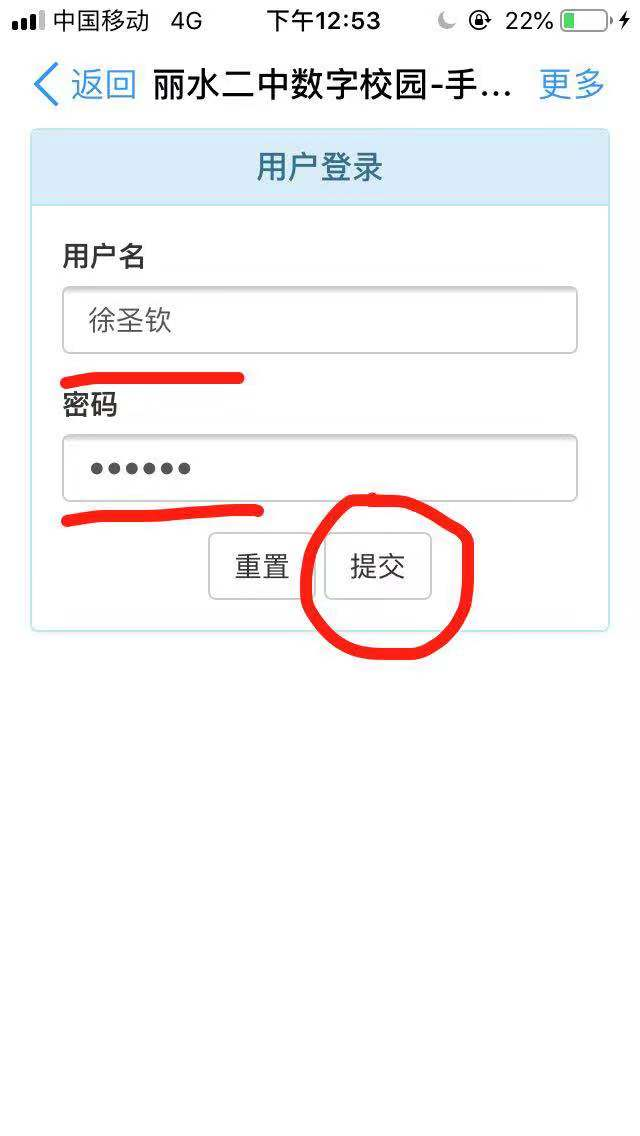 中国移动 4G 下午12:53 22%
返回 丽水二中数字校园-手... 更多
用户登录
用户名
徐圣钦
密码
••••••
重置 提交